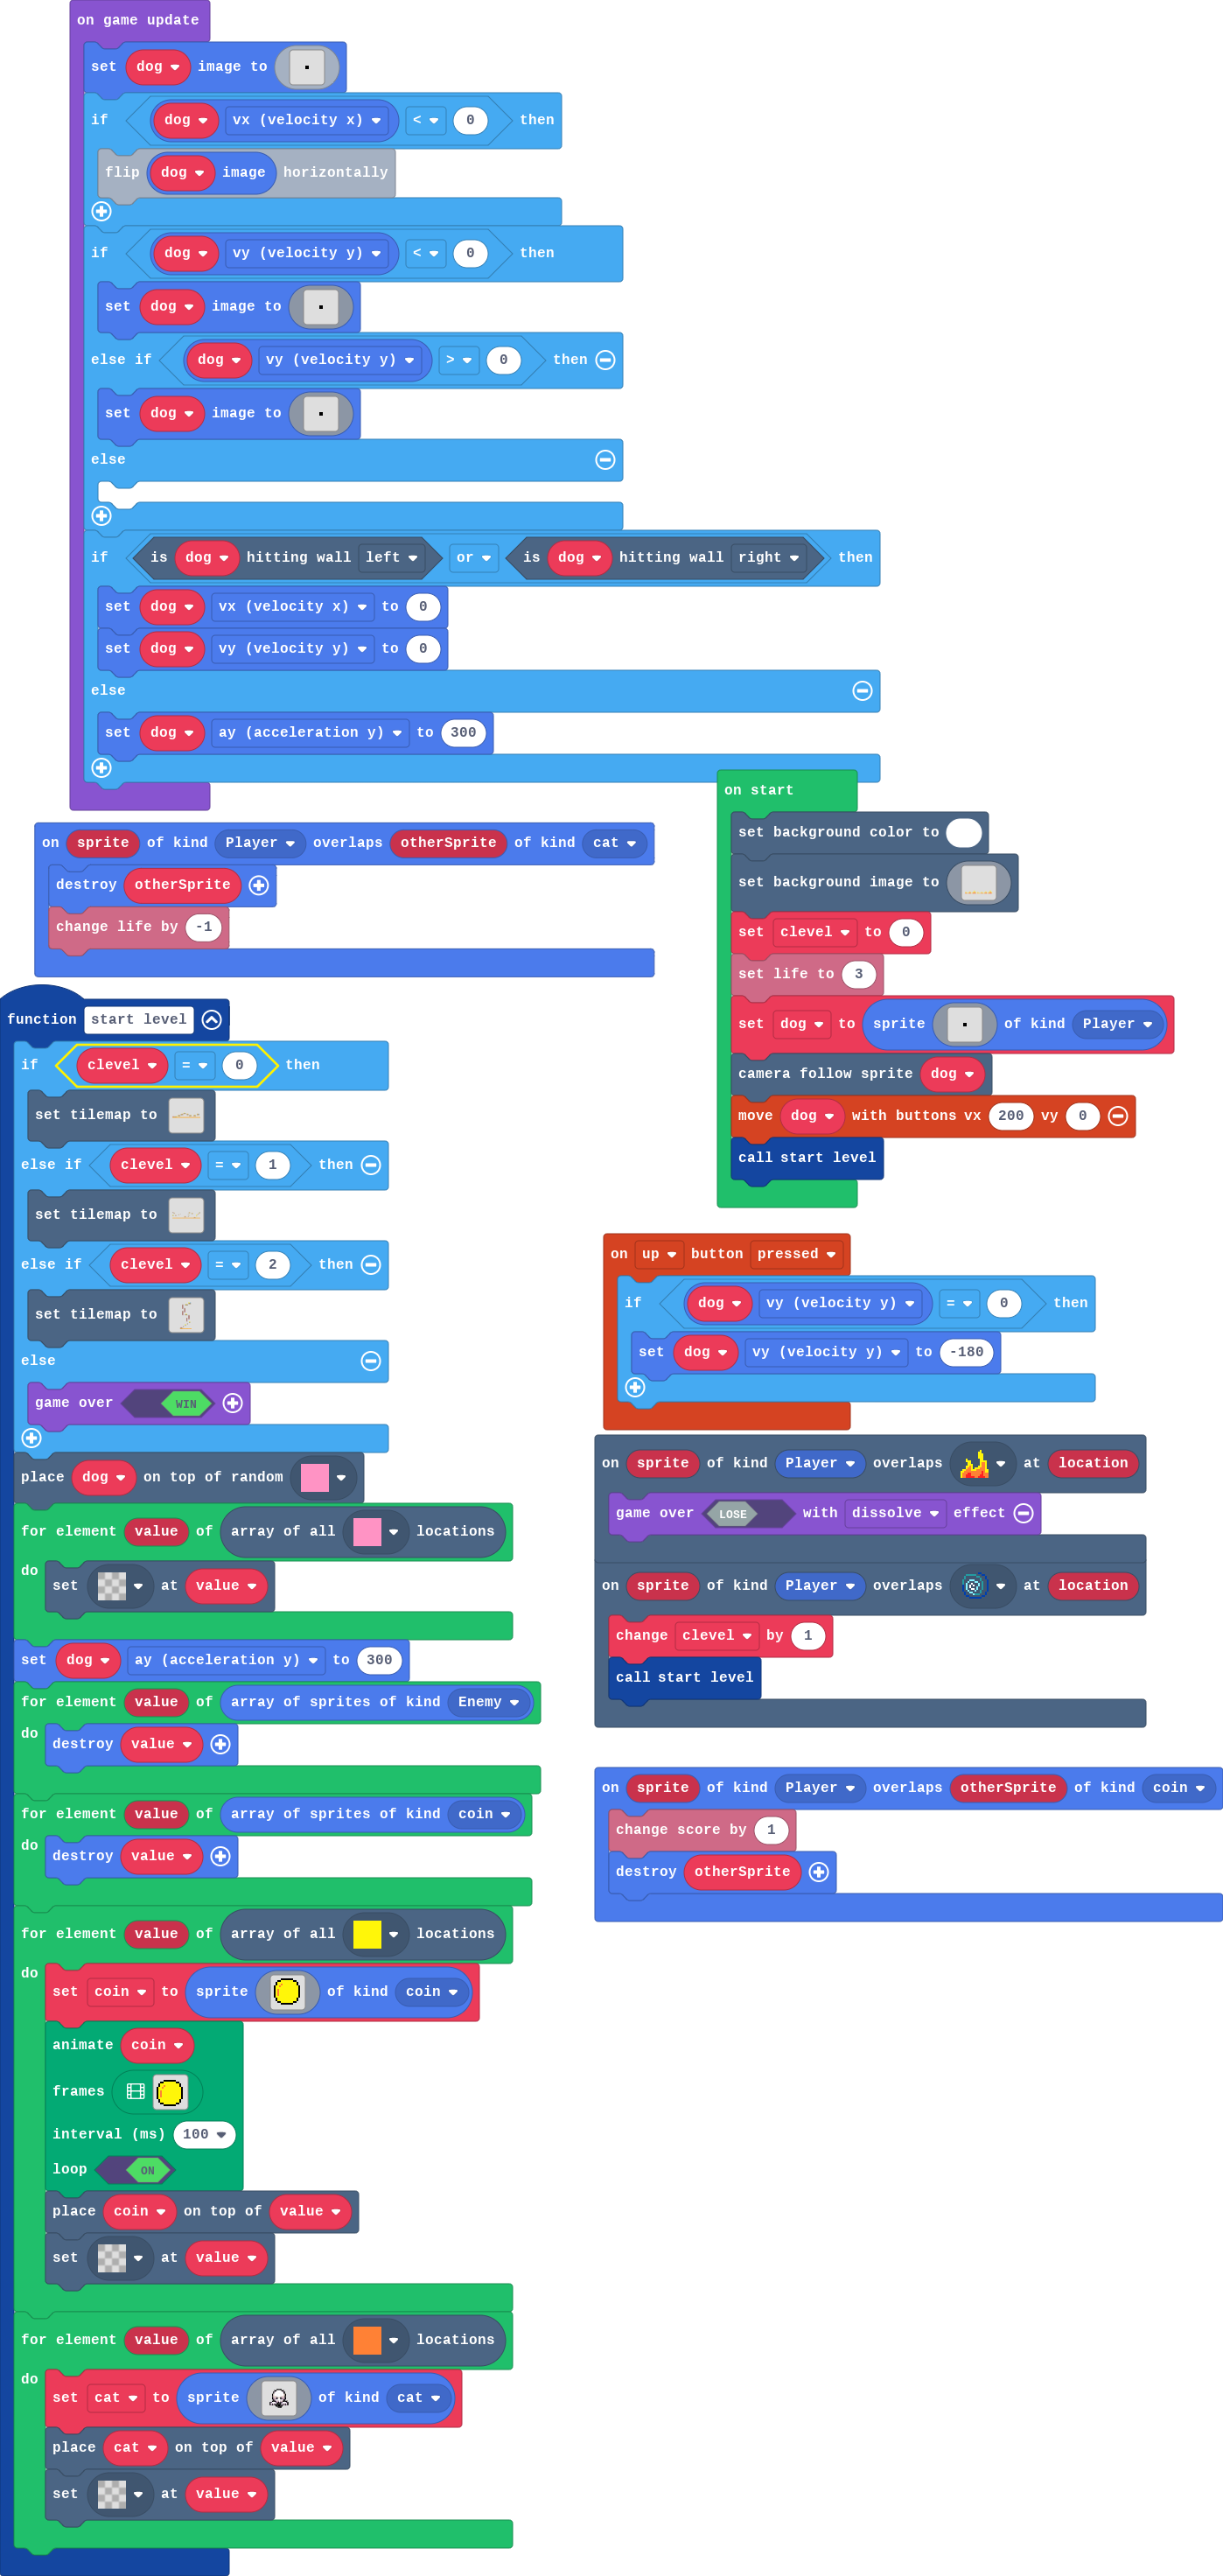 on game update
set dog image to
if dog vx (velocity x) < 0 then
flip dog image horizontally
if dog vy (velocity y) < 0 then
set dog image to
else if dog vy (velocity y) > 0 then
set dog image to
else
if is dog hitting wall left or is dog hitting wall right then
set dog vx (velocity x) to 0
set dog vy (velocity y) to 0
else
set dog ay (acceleration y) to 300
on sprite of kind Player overlaps otherSprite of kind cat
destroy otherSprite
change life by -1
on start
set background color to
set background image to
set clevel to 0
set life to 3
set dog to sprite of kind Player
camera follow sprite dog
move dog with buttons vx 200 vy 0
call start level
function start level
if clevel = 0 then
set tilemap to
else if clevel = 1 then
set tilemap to
else if clevel = 2 then
set tilemap to
else
game over WIN
place dog on top of random
for element value of array of all locations
do set at value
set dog ay (acceleration y) to 300
for element value of array of sprites of kind Enemy
do destroy value
for element value of array of sprites of kind coin
do destroy value
for element value of array of all locations
do set coin to sprite of kind coin
animate coin
frames
interval (ms) 100
loop ON
place coin on top of value
set at value
for element value of array of all locations
do set cat to sprite of kind cat
place cat on top of value
set at value
on up button pressed
if dog vy (velocity y) = 0 then
set dog vy (velocity y) to -180
on sprite of kind Player overlaps at location
game over LOSE with dissolve effect
on sprite of kind Player overlaps at location
change clevel by 1
call start level
on sprite of kind Player overlaps otherSprite of kind coin
change score by 1
destroy otherSprite